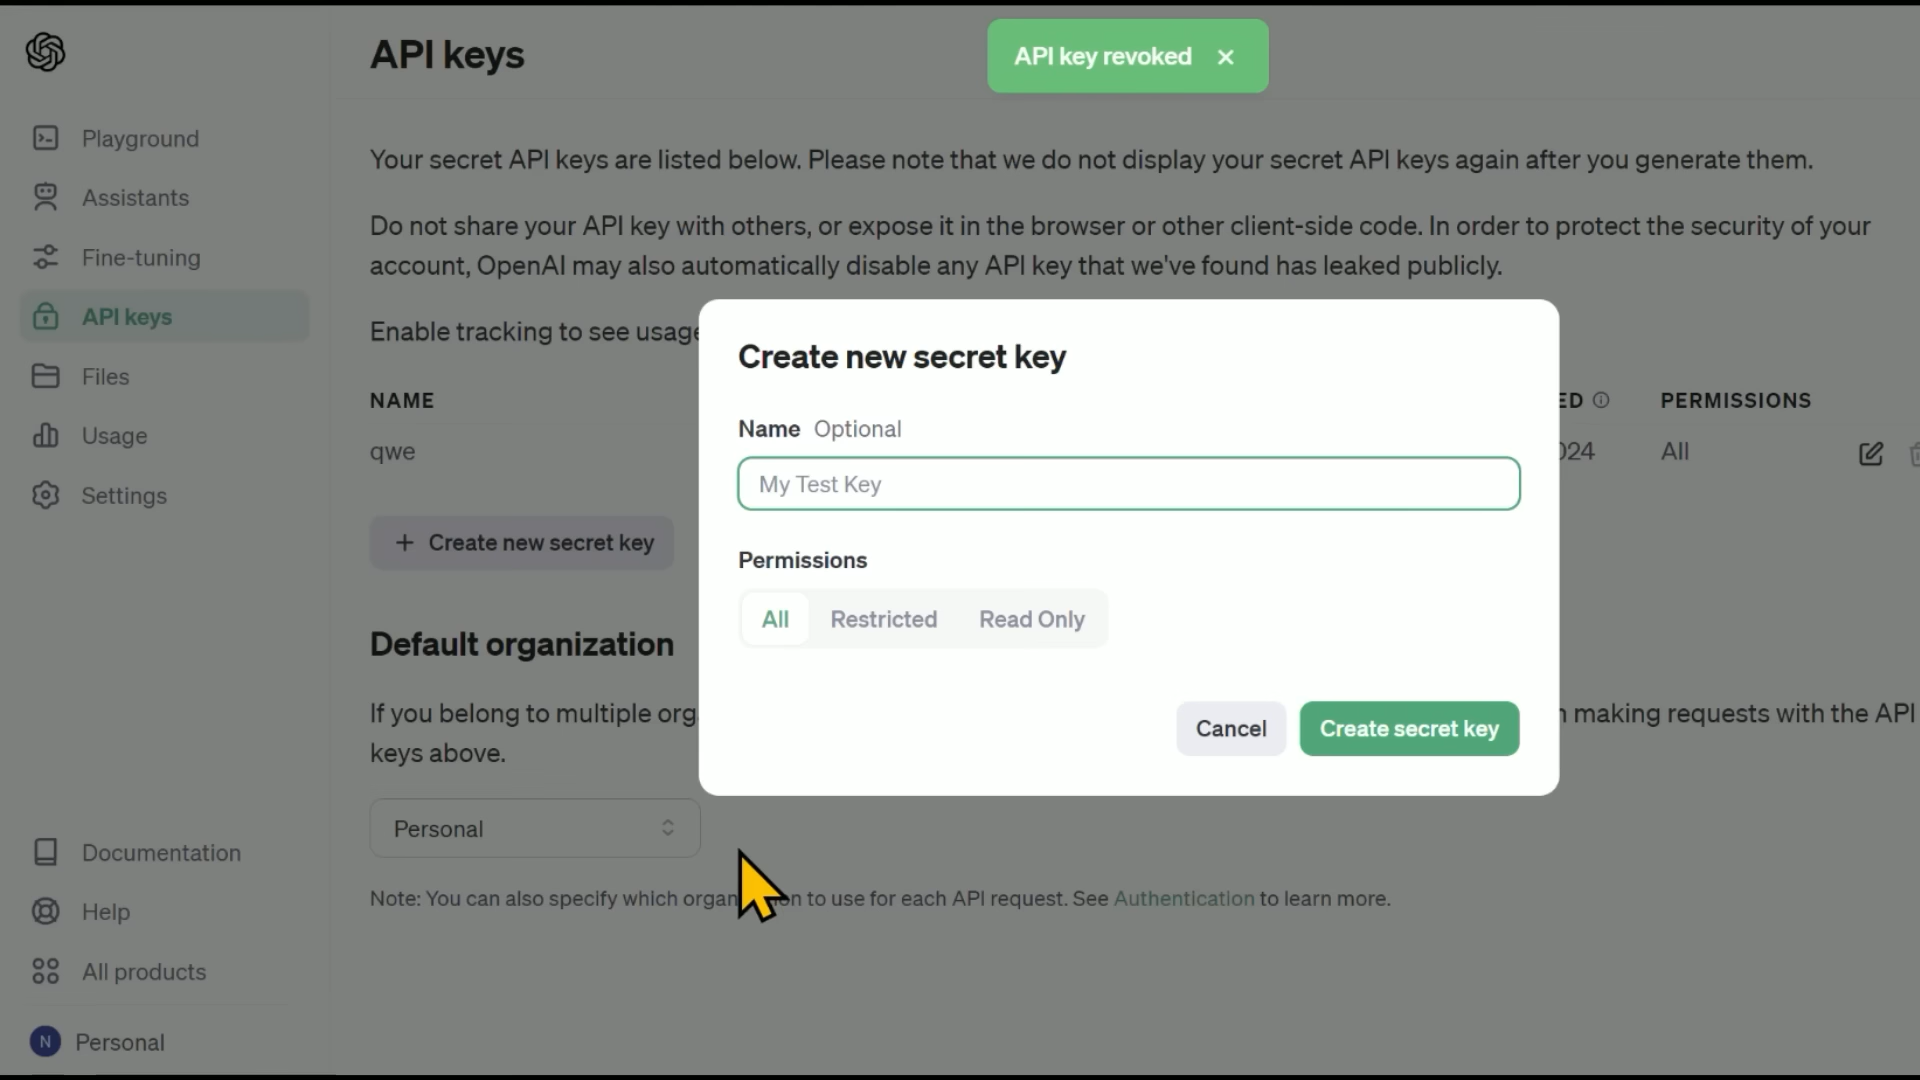 API keys
API key revoked
Playground
Assistants
Fine-tuning
API keys
Files
Usage
Settings
Documentation
Help
All products
N Personal
Your secret API keys are listed below. Please note that we do not display your secret API keys again after you generate them.
Do not share your API key with others, or expose it in the browser or other client-side code. In order to protect the security of your
account, OpenAI may also automatically disable any API key that we've found has leaked publicly.
Enable tracking to see usage
NAME ED PERMISSIONS
qwe 024 All
+ Create new secret key
Default organization
If you belong to multiple making requests with the API
keys above.
Personal
Note: You can also specify which to use for each API request. See Authentication to learn more.
Create new secret key
Name Optional
My Test Key
Permissions
All Restricted Read Only
Cancel Create secret key